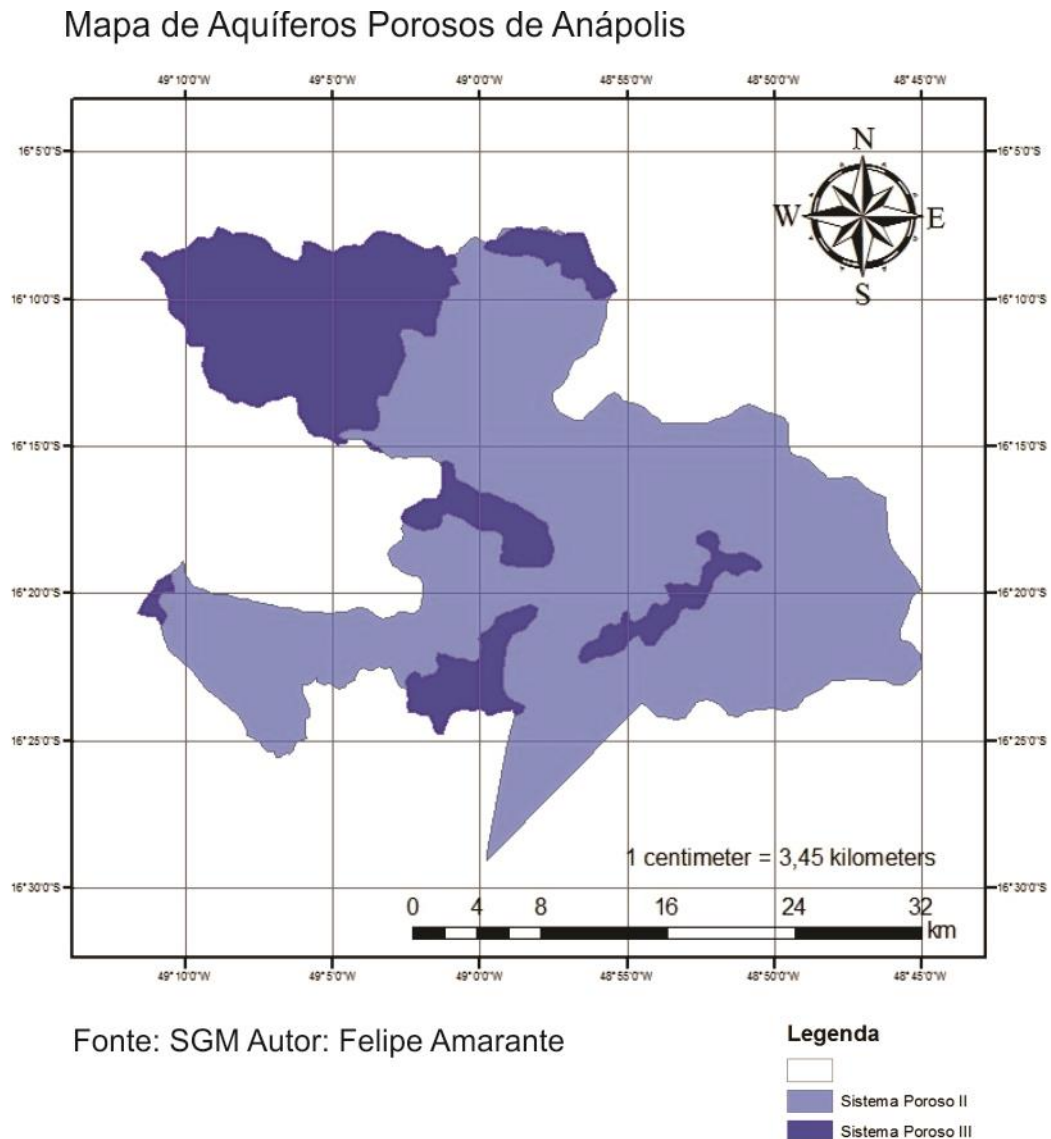 Mapa de Aquíferos Porosos de Anápolis
49°10'0"W 49°5'0"W 49°0'0"W 48°55'0"W 48°50'0"W 48°45'0"W
N
16°5'0"S 16°5'0"S
W E
S
16°10'0"S 16°10'0"S
16°15'0"S 16°15'0"S
16°20'0"S 16°20'0"S
16°25'0"S 16°25'0"S
1 centimeter = 3,45 kilometers
16°30'0"S 16°30'0"S
0 4 8 16 24 32
km
49°10'0"W 49°5'0"W 49°0'0"W 48°55'0"W 48°50'0"W 48°45'0"W
Fonte: SGM Autor: Felipe Amarante
Legenda
Sistema Poroso II
Sistema Poroso III